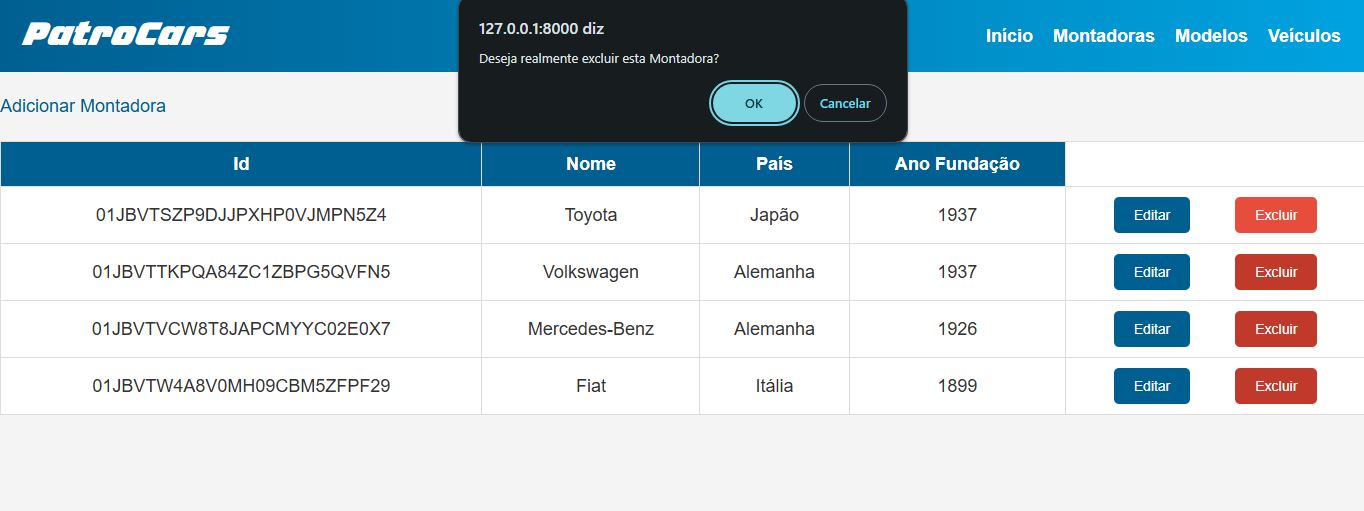 PatroCars
127.0.0.1:8000 diz
Deseja realmente excluir esta Montadora?
OK Cancelar
Início Montadoras Modelos Veículos
Adicionar Montadora
Id Nome País Ano Fundação
01JBVTSZP9DJJPXHP0VJMPN5Z4 Toyota Japão 1937 Editar Excluir
01JBVTTKPQA84ZC1ZBPG5QVFN5 Volkswagen Alemanha 1937 Editar Excluir
01JBVTVCW8T8JAPCMYYC02E0X7 Mercedes-Benz Alemanha 1926 Editar Excluir
01JBVTW4A8V0MH09CBM5ZFPF29 Fiat Itália 1899 Editar Excluir